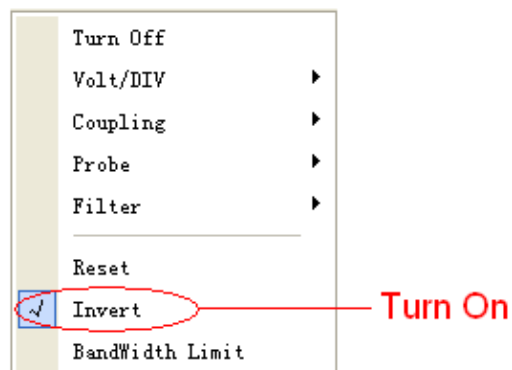 Turn Off
Volt/DIV
Coupling
Probe
Filter
Reset
Invert
Turn On
BandWidth Limit